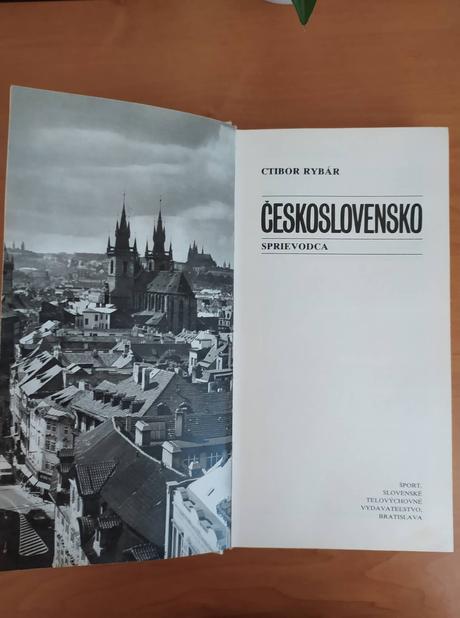 CTIBOR RYBÁR
ČESKOSLOVENSKO
SPRIEVODCA
ŠPORT,
SLOVENSKÉ
TELOVÝCHOVNÉ
VYDAVATEĽSTVO,
BRATISLAVA